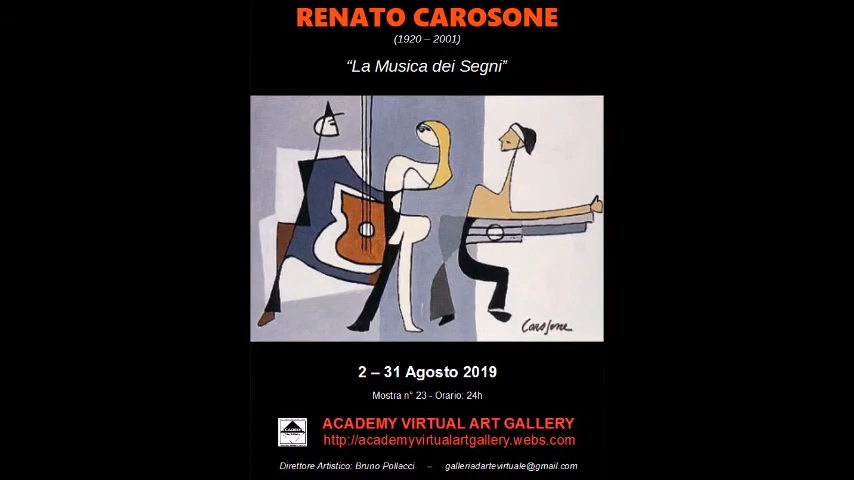 RENATO CAROSONE
(1920 – 2001)
“La Musica dei Segni”
Carosone
2 – 31 Agosto 2019
Mostra n° 23 - Orario: 24h
ACADEMY VIRTUAL ART GALLERY
http://academyvirtualartgallery.webs.com
Direttore Artistico: Bruno Pollacci – galleriadartevirtuale@gmail.com